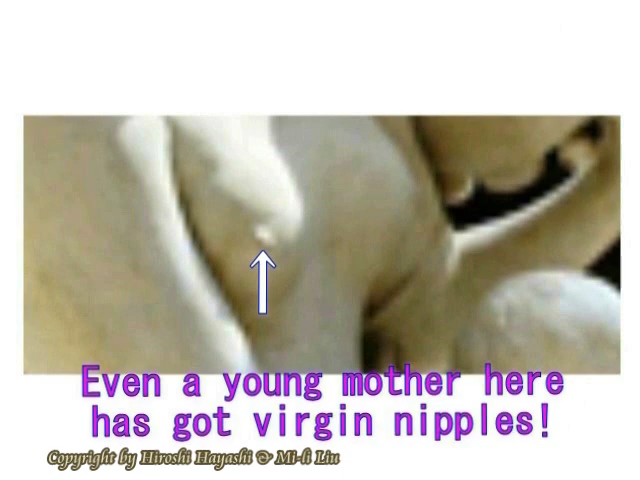 Even a young mother here
has got virgin nipples!
Copyright by Hiroshi Hayashi & Mi-li Liu